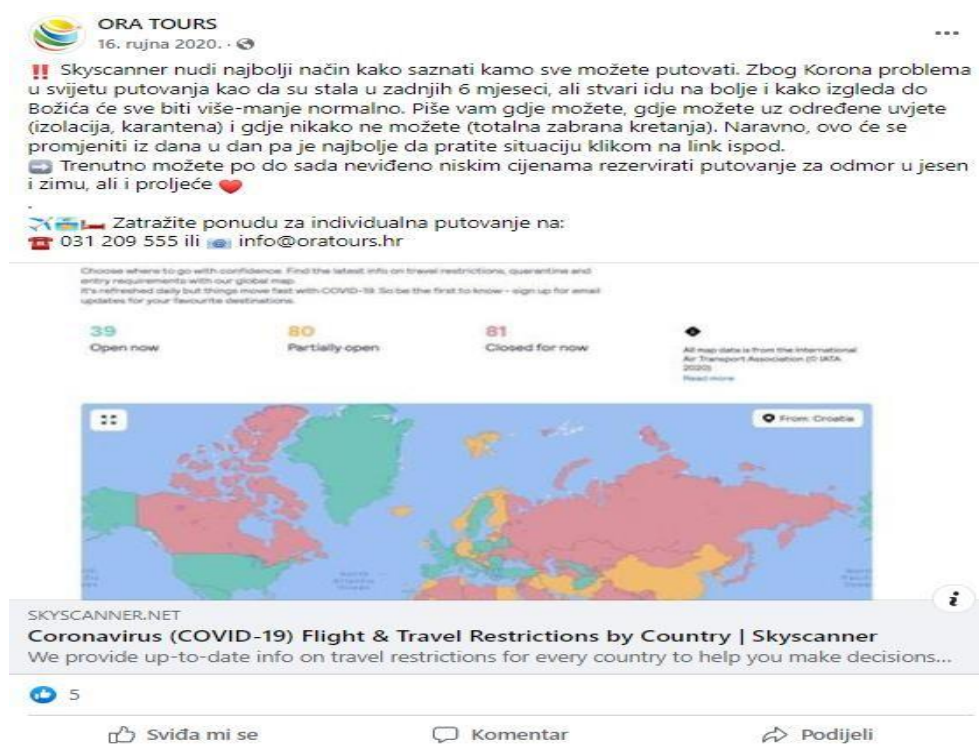 ORA TOURS
16. rujna 2020. ·
‼️ Skyscanner nudi najbolji način kako saznati kamo sve možete putovati. Zbog Korona problema
u svijetu putovanja kao da su stala u zadnjih 6 mjeseci, ali stvari idu na bolje i kako izgleda do
Božića će sve biti više-manje normalno. Piše vam gdje možete, gdje možete uz određene uvjete
(izolacija, karantena) i gdje nikako ne možete (totalna zabrana kretanja). Naravno, ovo će se
promjeniti iz dana u dan pa je najbolje da pratite situaciju klikom na link ispod.
➡️ Trenutno možete po do sada neviđeno niskim cijenama rezervirati putovanje za odmor u jesen
i zimu, ali i proljeće ❤️
.
Zatražite ponudu za individualna putovanje na:
☎️ 031 209 555 ili 📧 info@oratours.hr
Choose where to go with confidence. Find the latest info on travel restrictions, quarantine and
entry requirements with our global map.
It's refreshed daily but things move fast with COVID-19. So be the first to know – sign up for email
updates for your favourite destinations.
39
Open now
80
Partially open
81
Closed for now
All map data is from the International
Air Transport Association (© IATA
2020)
Read more
From: Croatia
SKYSCANNER.NET
Coronavirus (COVID-19) Flight & Travel Restrictions by Country | Skyscanner
We provide up-to-date info on travel restrictions for every country to help you make decisions...
5
Sviđa mi se
Komentar
Podijeli